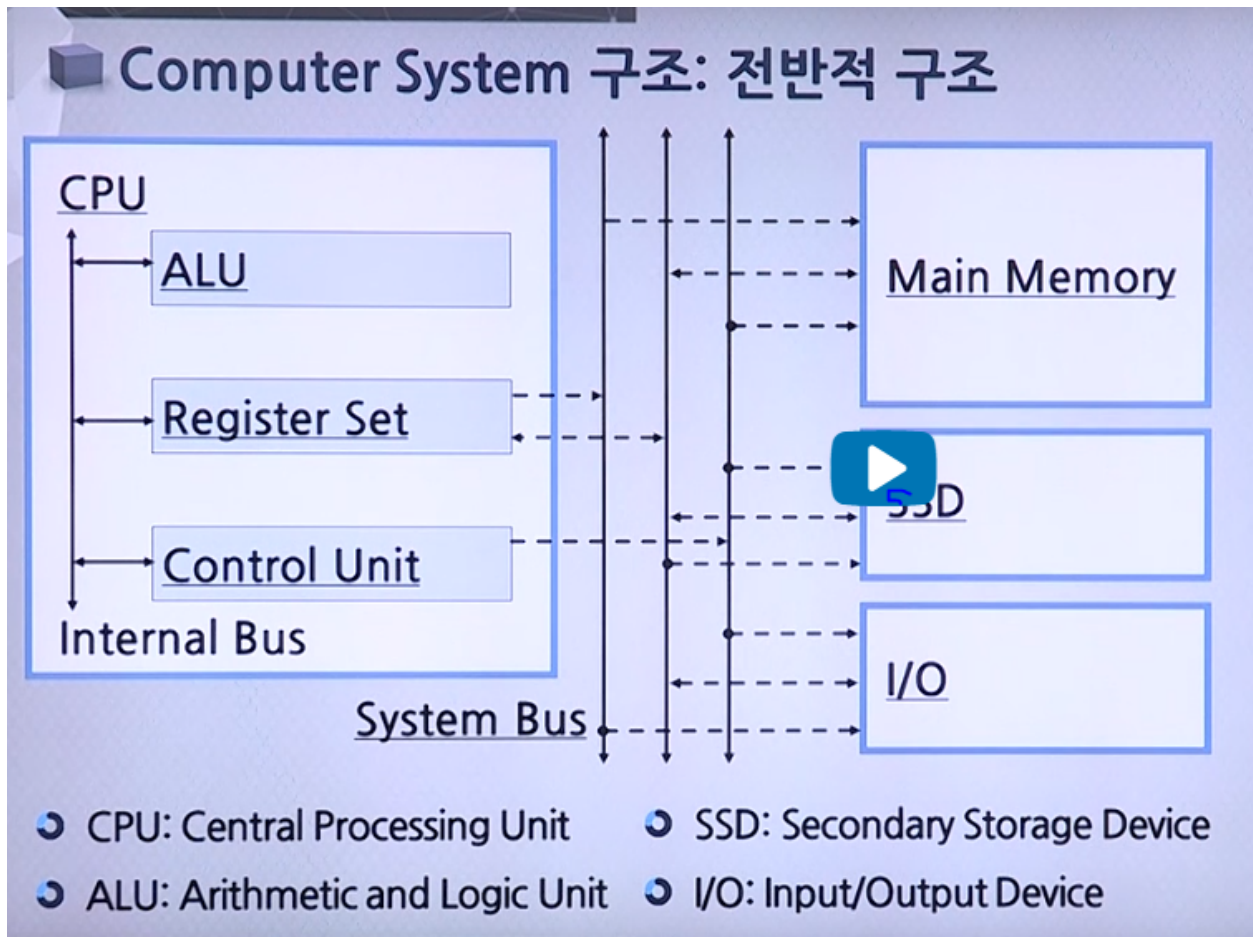 Computer System 구조: 전반적 구조
CPU
ALU
Register Set
Control Unit
Internal Bus
System Bus
Main Memory
SSD
I/O
CPU: Central Processing Unit
SSD: Secondary Storage Device
ALU: Arithmetic and Logic Unit
I/O: Input/Output Device